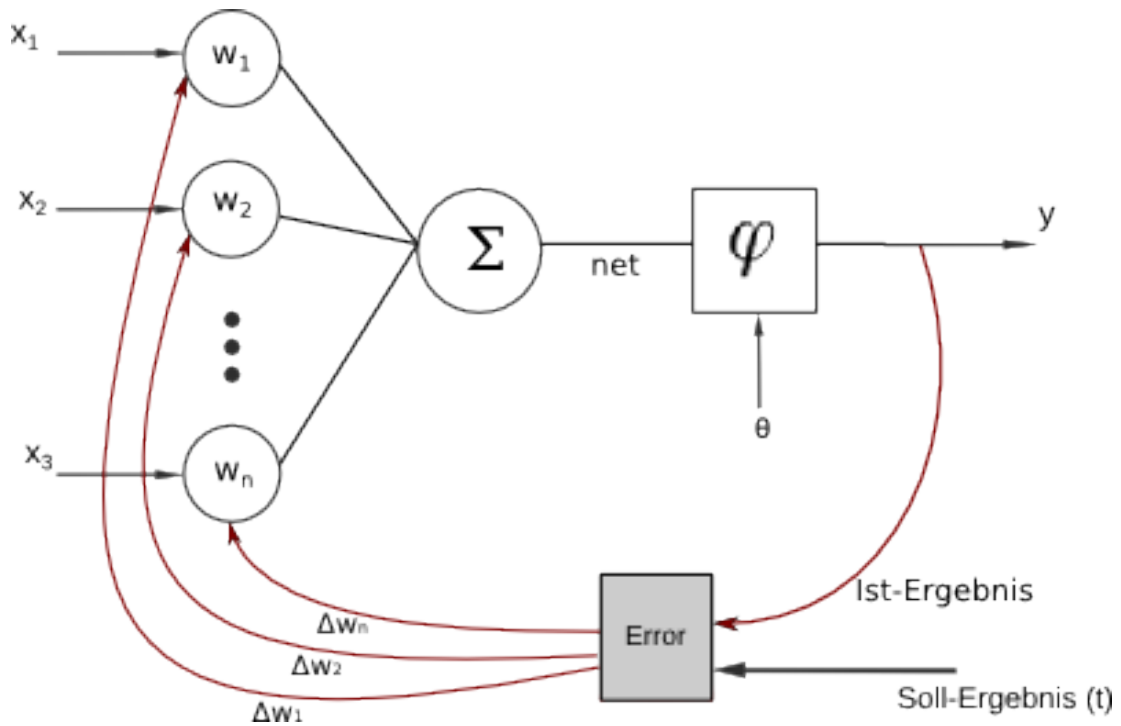 x₁
w₁
x₂
w₂
Σ
net
φ
y
θ
x₃
wₙ
Ist-Ergebnis
Error
Δwₙ
Δw₂
Δw₁
Soll-Ergebnis (t)